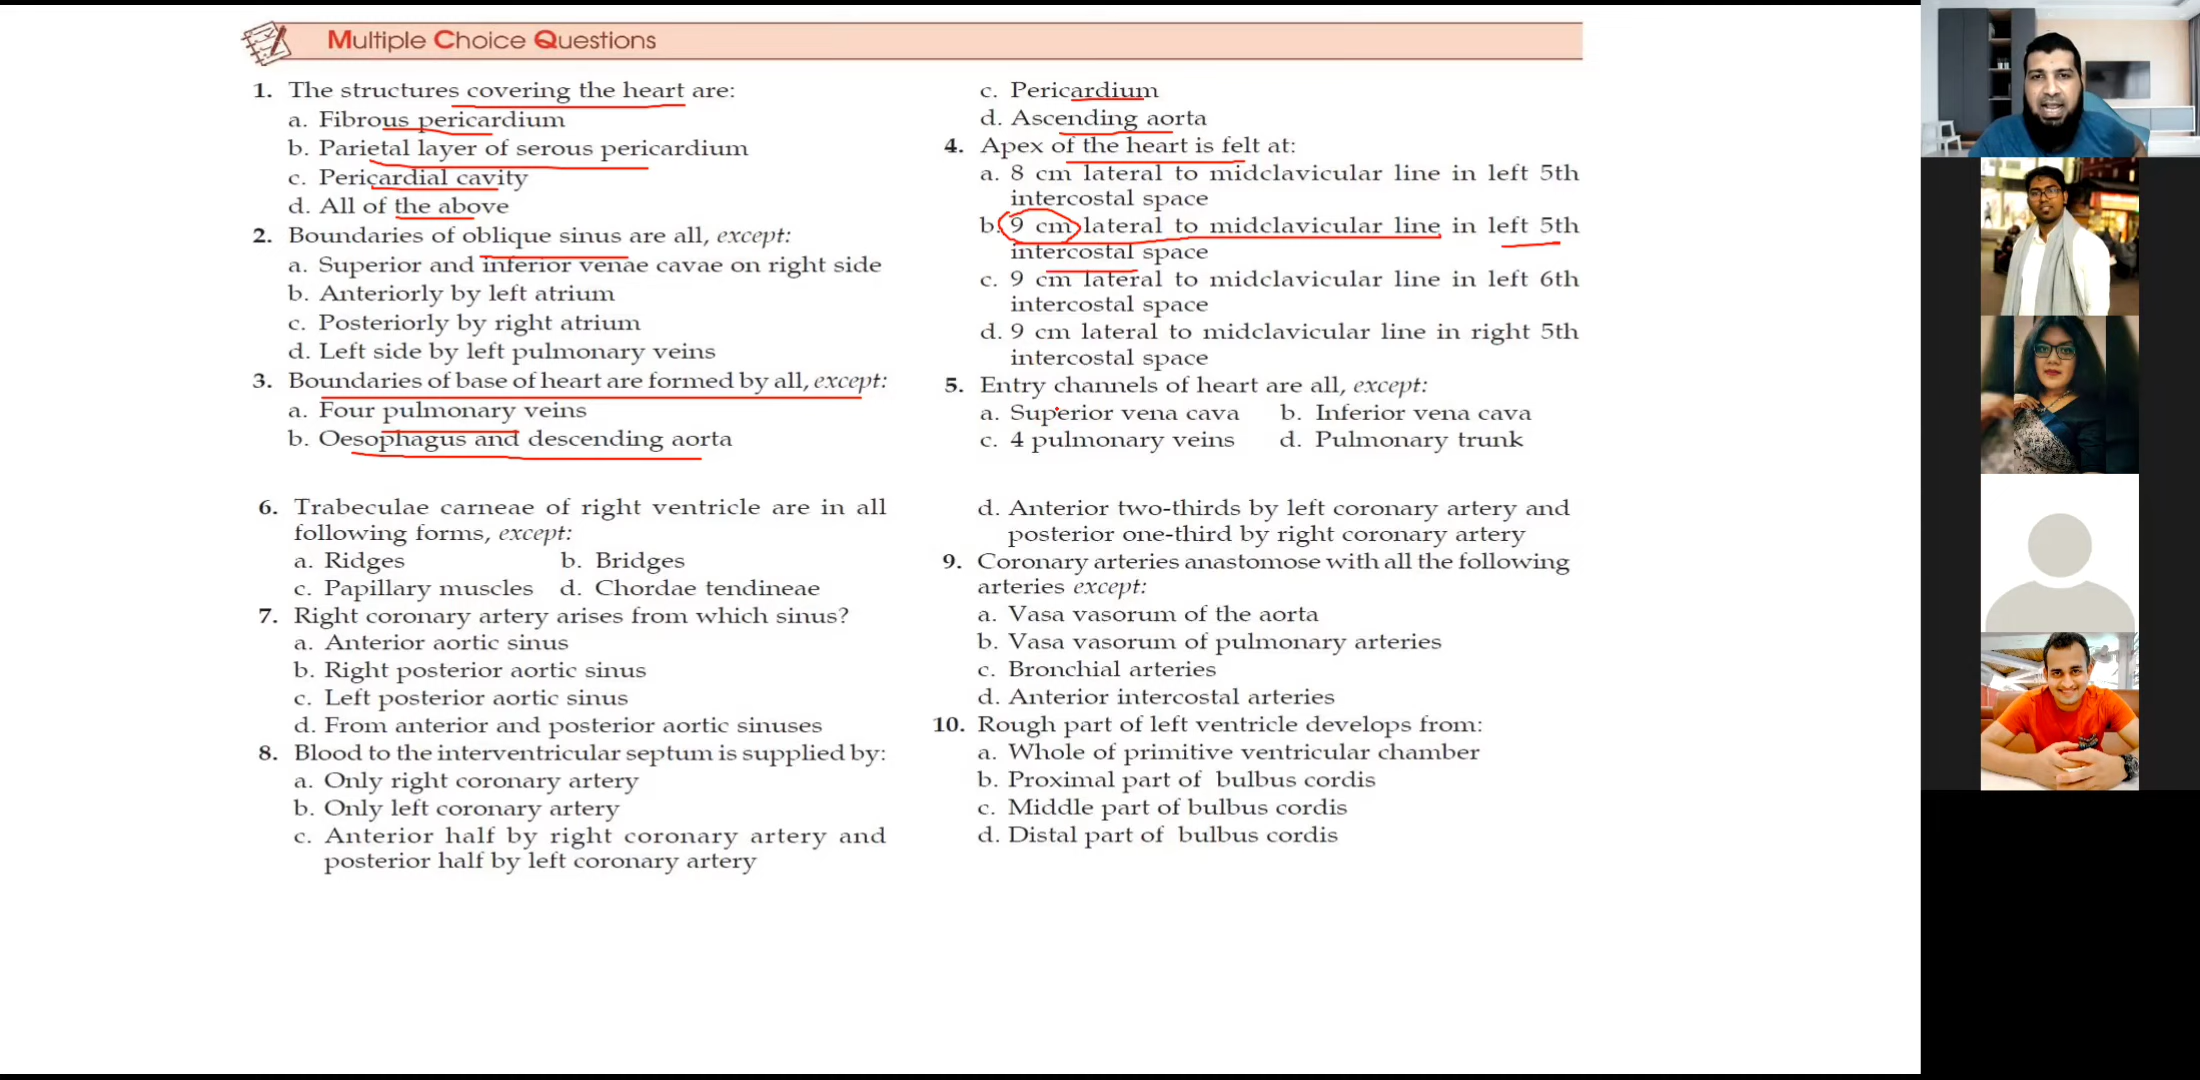 Multiple Choice Questions
1. The structures covering the heart are:
a. Fibrous pericardium
b. Parietal layer of serous pericardium
c. Pericardial cavity
d. All of the above
2. Boundaries of oblique sinus are all, except:
a. Superior and inferior venae cavae on right side
b. Anteriorly by left atrium
c. Posteriorly by right atrium
d. Left side by left pulmonary veins
3. Boundaries of base of heart are formed by all, except:
a. Four pulmonary veins
b. Oesophagus and descending aorta
c. Pericardium
d. Ascending aorta
4. Apex of the heart is felt at:
a. 8 cm lateral to midclavicular line in left 5th
intercostal space
b. 9 cm lateral to midclavicular line in left 5th
intercostal space
c. 9 cm lateral to midclavicular line in left 6th
intercostal space
d. 9 cm lateral to midclavicular line in right 5th
intercostal space
5. Entry channels of heart are all, except:
a. Superior vena cava b. Inferior vena cava
c. 4 pulmonary veins d. Pulmonary trunk
6. Trabeculae carneae of right ventricle are in all
following forms, except:
a. Ridges b. Bridges
c. Papillary muscles d. Chordae tendineae
7. Right coronary artery arises from which sinus?
a. Anterior aortic sinus
b. Right posterior aortic sinus
c. Left posterior aortic sinus
d. From anterior and posterior aortic sinuses
8. Blood to the interventricular septum is supplied by:
a. Only right coronary artery
b. Only left coronary artery
c. Anterior half by right coronary artery and
posterior half by left coronary artery
d. Anterior two-thirds by left coronary artery and
posterior one-third by right coronary artery
9. Coronary arteries anastomose with all the following
arteries except:
a. Vasa vasorum of the aorta
b. Vasa vasorum of pulmonary arteries
c. Bronchial arteries
d. Anterior intercostal arteries
10. Rough part of left ventricle develops from:
a. Whole of primitive ventricular chamber
b. Proximal part of bulbus cordis
c. Middle part of bulbus cordis
d. Distal part of bulbus cordis